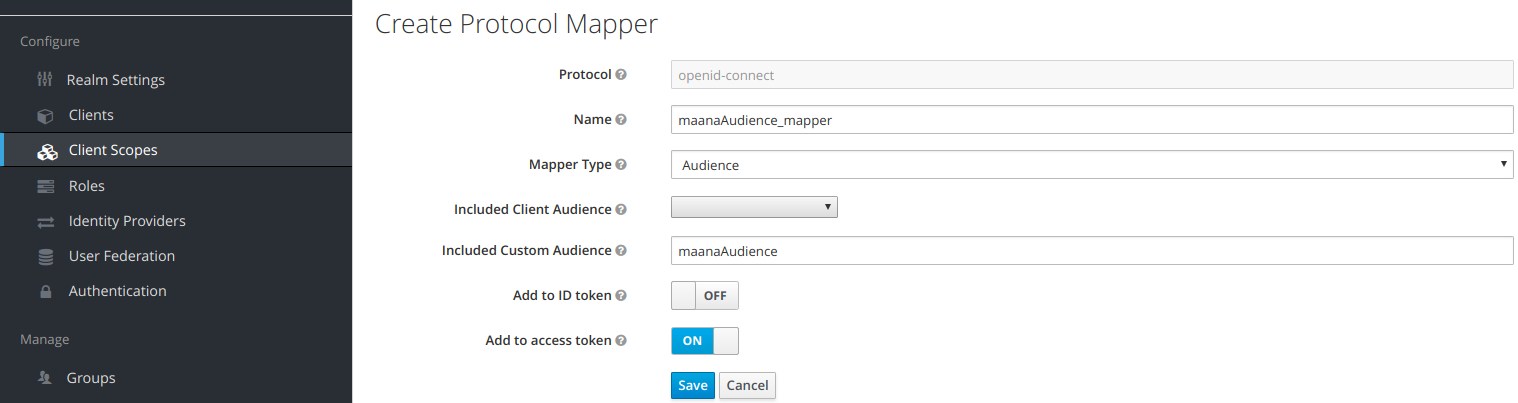 Create Protocol Mapper
Configure
Realm Settings
Clients
Client Scopes
Roles
Identity Providers
User Federation
Authentication
Manage
Groups
Protocol
openid-connect
Name
maanaAudience_mapper
Mapper Type
Audience
Included Client Audience
Included Custom Audience
maanaAudience
Add to ID token
OFF
Add to access token
ON
Save
Cancel